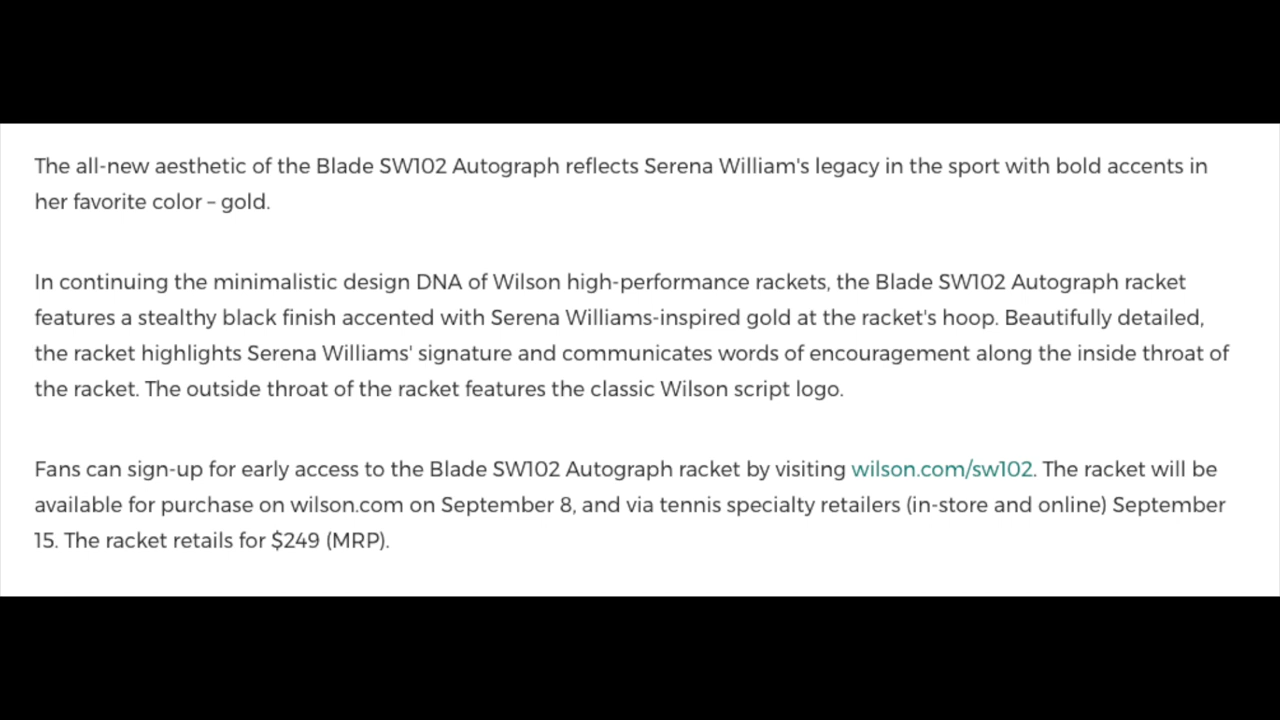 The all-new aesthetic of the Blade SW102 Autograph reflects Serena William's legacy in the sport with bold accents in
her favorite color – gold.
In continuing the minimalistic design DNA of Wilson high-performance rackets, the Blade SW102 Autograph racket
features a stealthy black finish accented with Serena Williams-inspired gold at the racket's hoop. Beautifully detailed,
the racket highlights Serena Williams' signature and communicates words of encouragement along the inside throat of
the racket. The outside throat of the racket features the classic Wilson script logo.
Fans can sign-up for early access to the Blade SW102 Autograph racket by visiting wilson.com/sw102. The racket will be
available for purchase on wilson.com on September 8, and via tennis specialty retailers (in-store and online) September
15. The racket retails for $249 (MRP).